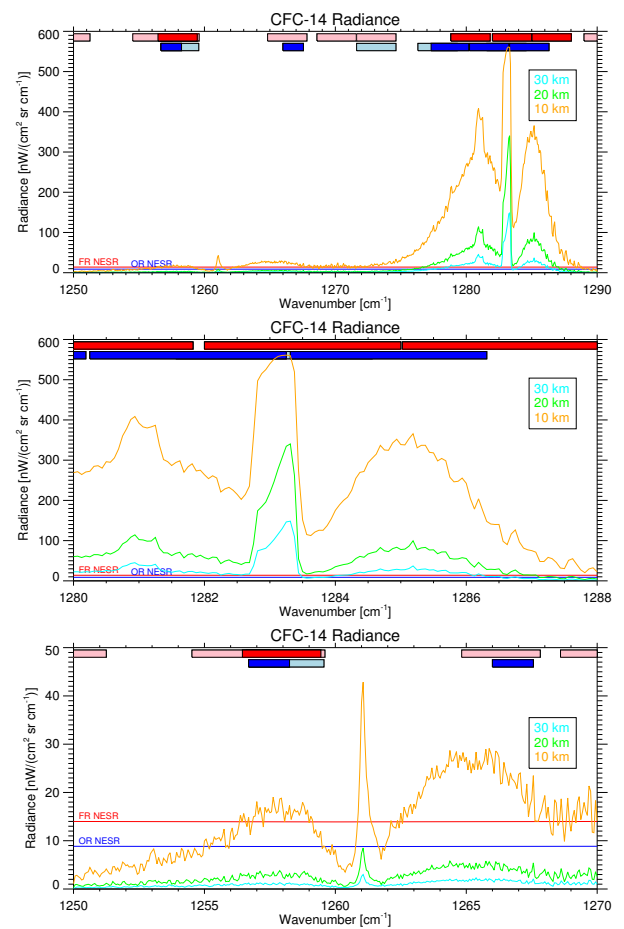 CFC-14 Radiance
600
500
400
300
200
100
0
Radiance [nW/(cm² sr cm⁻¹)]
30 km
20 km
10 km
FR NESR
OR NESR
1250 1260 1270 1280 1290
Wavenumber [cm⁻¹]
CFC-14 Radiance
600
500
400
300
200
100
0
Radiance [nW/(cm² sr cm⁻¹)]
30 km
20 km
10 km
FR NESR
OR NESR
1280 1282 1284 1286 1288
Wavenumber [cm⁻¹]
CFC-14 Radiance
50
40
30
20
10
0
Radiance [nW/(cm² sr cm⁻¹)]
30 km
20 km
10 km
FR NESR
OR NESR
1250 1255 1260 1265 1270
Wavenumber [cm⁻¹]